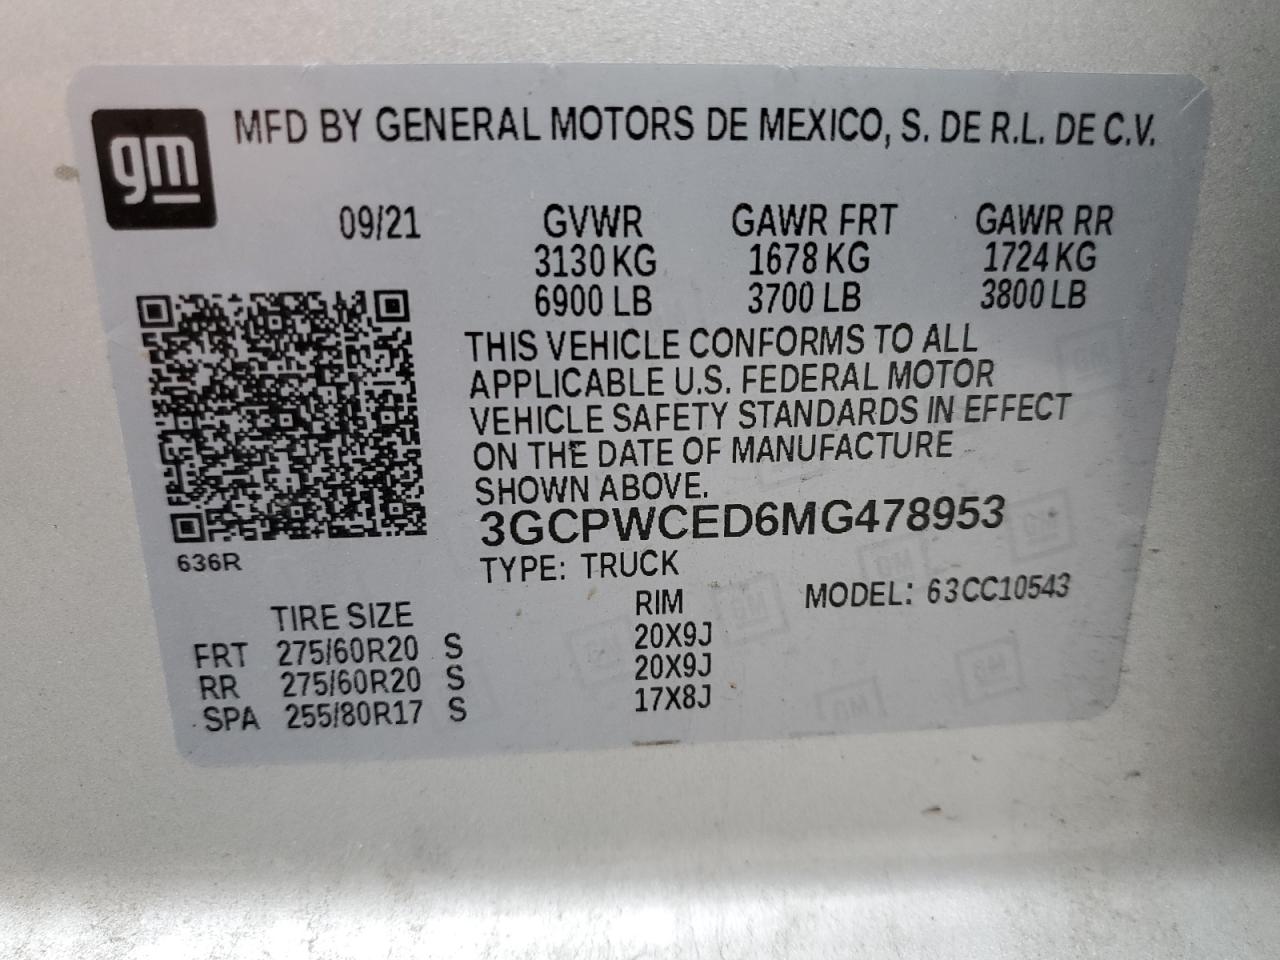 gm
MFD BY GENERAL MOTORS DE MEXICO, S. DE R.L. DE C.V.
09/21 GVWR GAWR FRT GAWR RR
3130 KG 1678 KG 1724 KG
6900 LB 3700 LB 3800 LB
THIS VEHICLE CONFORMS TO ALL
APPLICABLE U.S. FEDERAL MOTOR
VEHICLE SAFETY STANDARDS IN EFFECT
ON THE DATE OF MANUFACTURE
SHOWN ABOVE.
3GCPWCED6MG478953
636R
TYPE: TRUCK
MODEL: 63CC10543
TIRE SIZE RIM
FRT 275/60R20 S 20X9J
RR 275/60R20 S 20X9J
SPA 255/80R17 S 17X8J